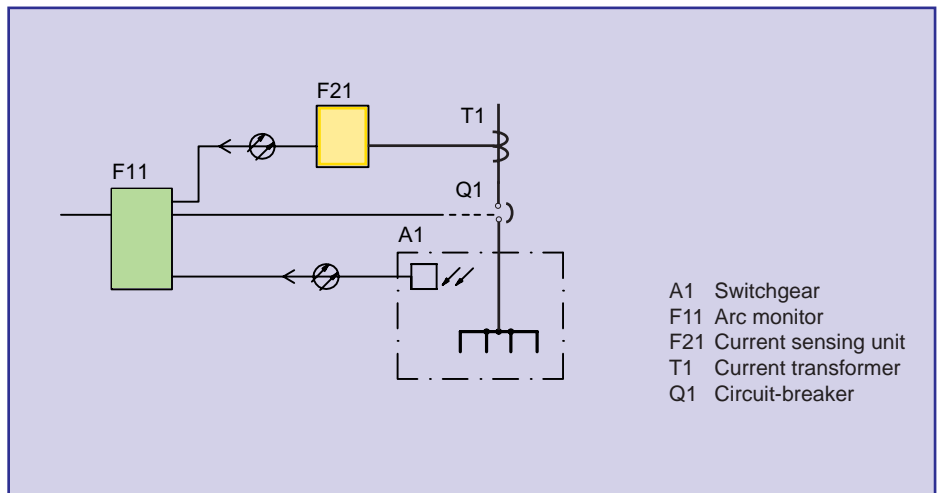 F21
T1
F11
Q1
A1
A1 Switchgear
F11 Arc monitor
F21 Current sensing unit
T1 Current transformer
Q1 Circuit-breaker